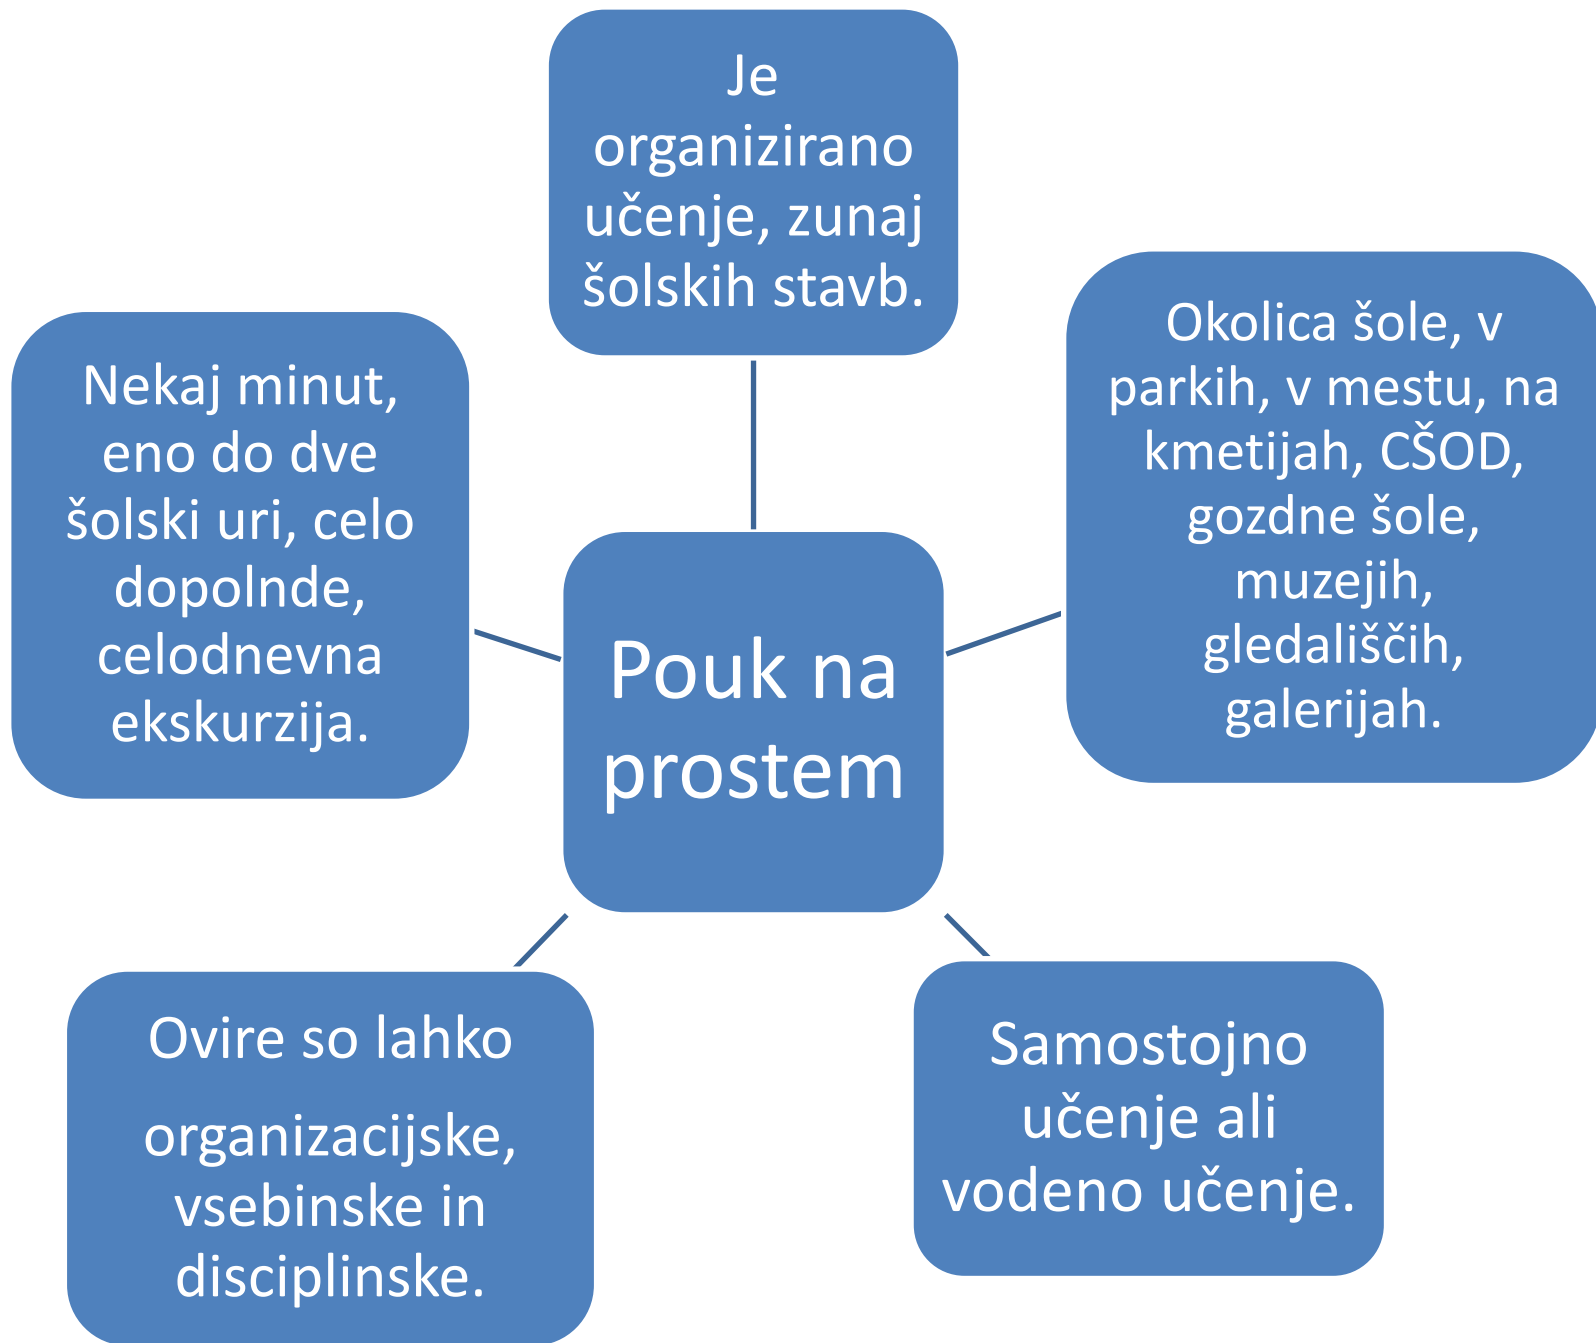 Je
organizirano
učenje, zunaj
šolskih stavb.
Okolica šole, v
parkih, v mestu, na
kmetijah, CŠOD,
gozdne šole,
muzejih,
gledališčih,
galerijah.
Nekaj minut,
eno do dve
šolski uri, celo
dopolnde,
celodnevna
ekskurzija.
Pouk na
prostem
Samostojno
učenje ali
vodeno učenje.
Ovire so lahko
organizacijske,
vsebinske in
disciplinske.